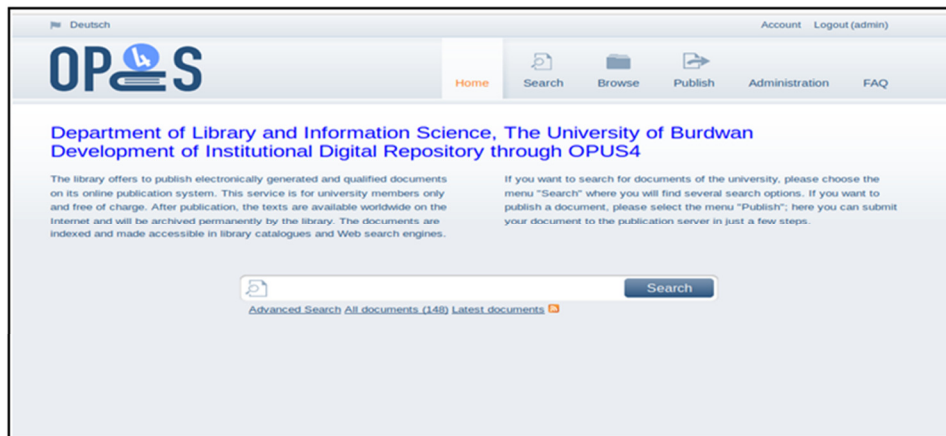 Deutsch
Account Logout (admin)
OPUS 4
Home Search Browse Publish Administration FAQ
Department of Library and Information Science, The University of Burdwan
Development of Institutional Digital Repository through OPUS4
The library offers to publish electronically generated and qualified documents
on its online publication system. This service is for university members only
and free of charge. After publication, the texts are available worldwide on the
Internet and will be archived permanently by the library. The documents are
indexed and made accessible in library catalogues and Web search engines.
If you want to search for documents of the university, please choose the
menu "Search" where you will find several search options. If you want to
publish a document, please select the menu "Publish"; here you can submit
your document to the publication server in just a few steps.
Search
Advanced Search All documents (148) Latest documents